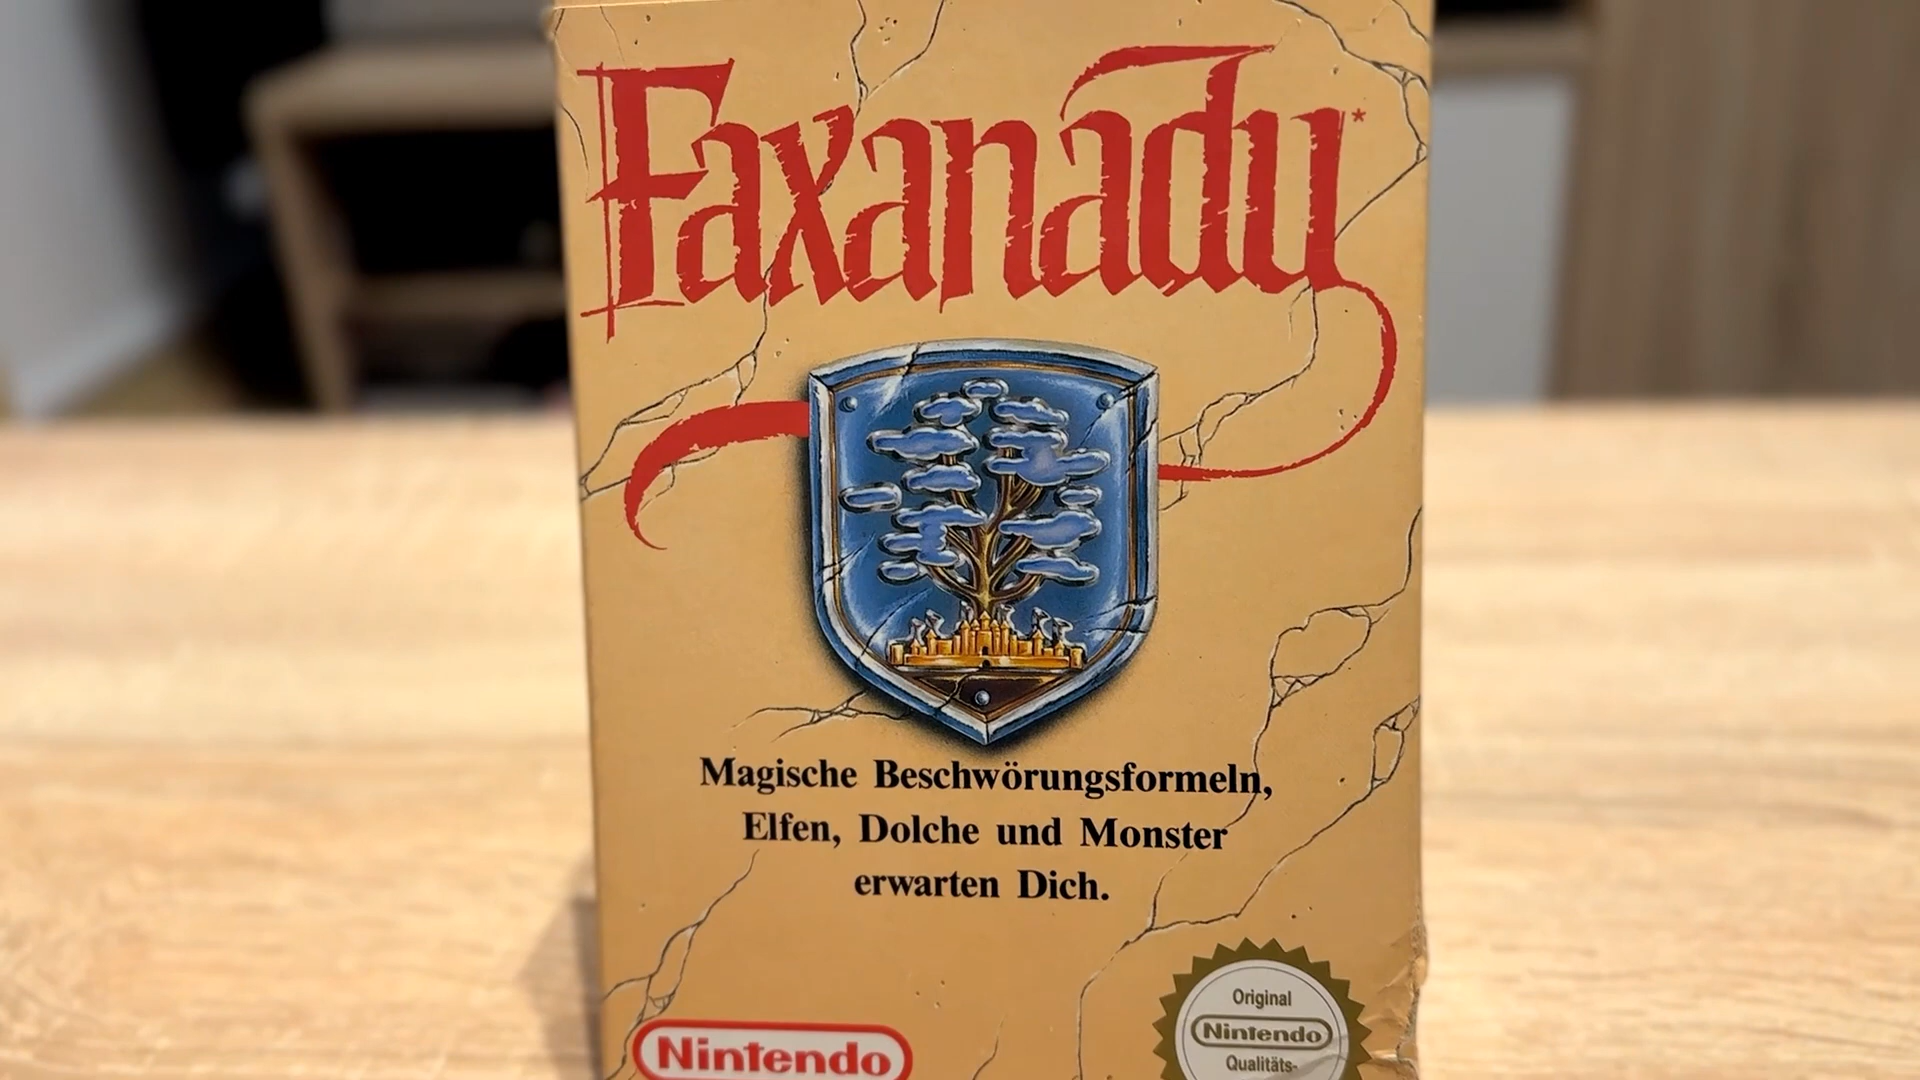 Faxanadu*
Magische Beschwörungsformeln,
Elfen, Dolche und Monster
erwarten Dich.
Nintendo
Original
Nintendo
Qualitäts-